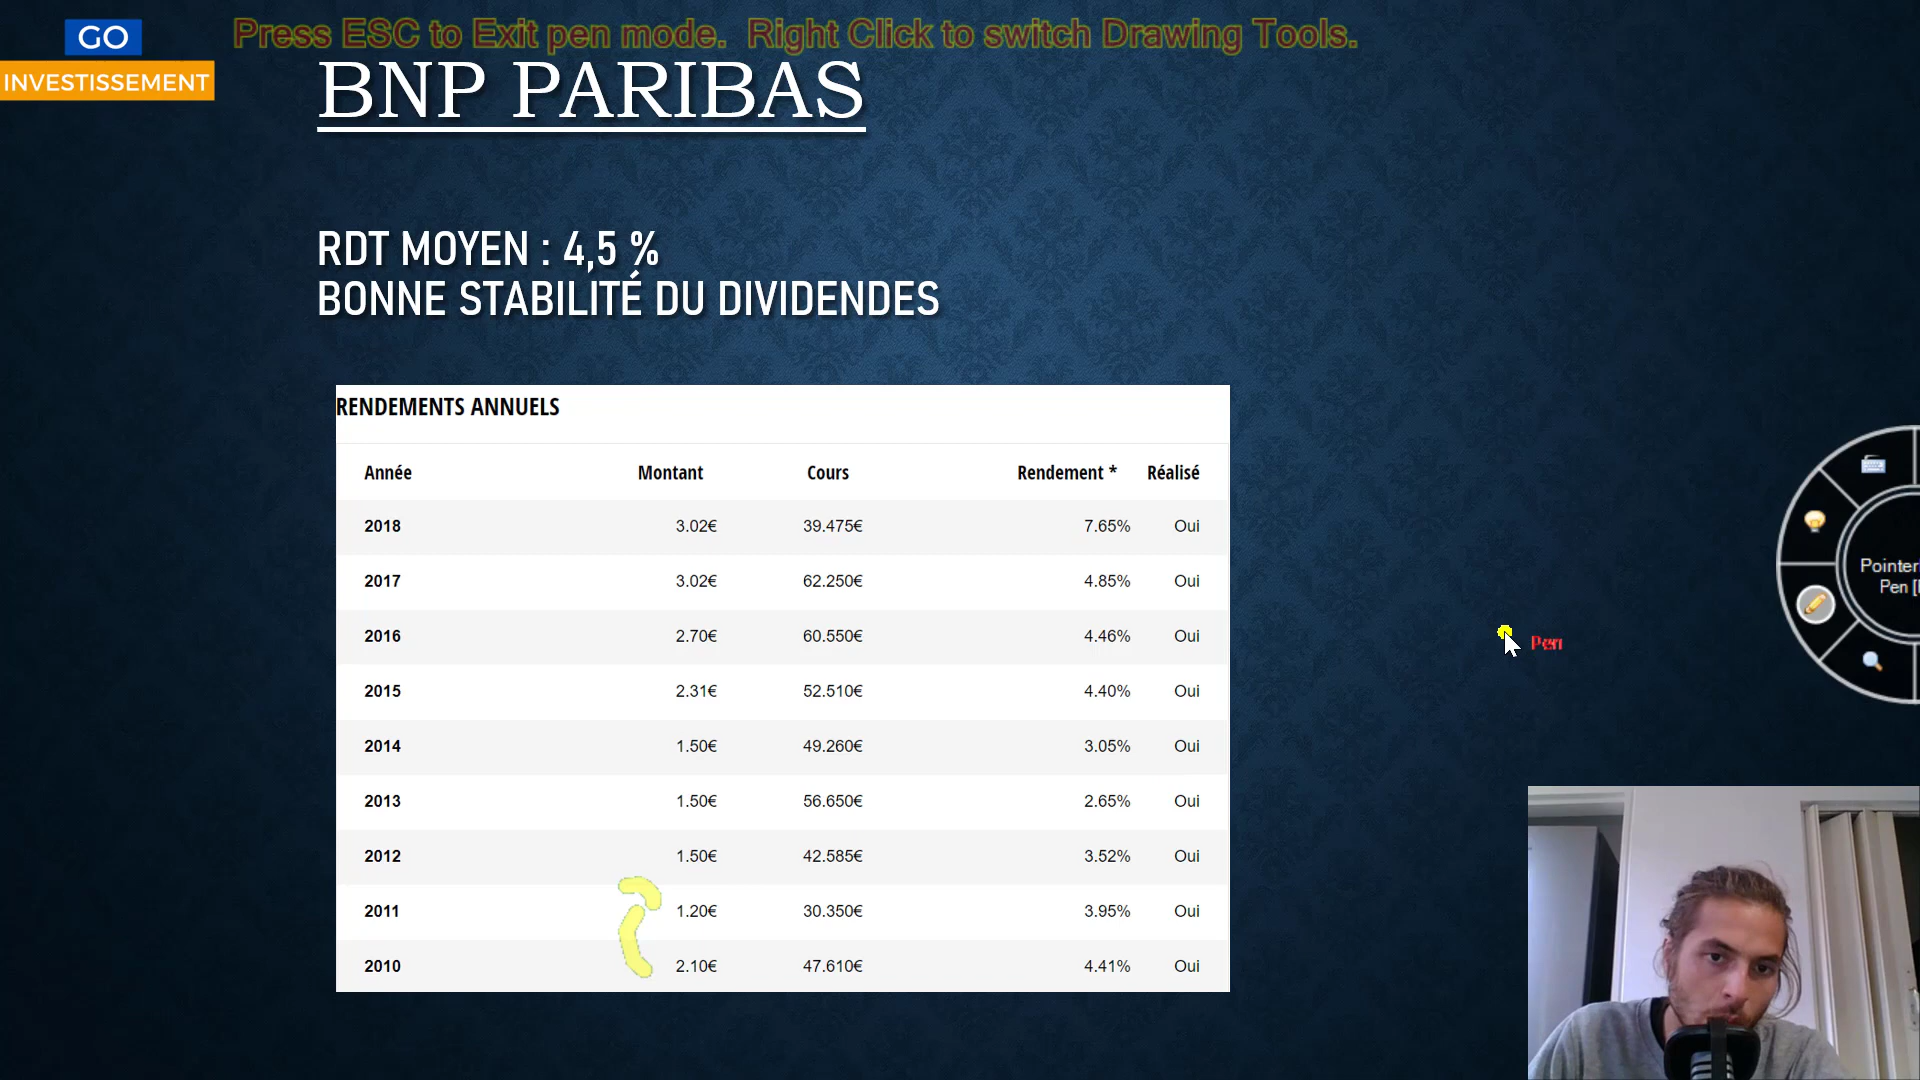 GO
INVESTISSEMENT
Press ESC to Exit pen mode.  Right Click to switch Drawing Tools.
BNP PARIBAS
RDT MOYEN : 4,5 %
BONNE STABILITÉ DU DIVIDENDES
RENDEMENTS ANNUELS
Année Montant Cours Rendement * Réalisé
2018 3.02€ 39.475€ 7.65% Oui
2017 3.02€ 62.250€ 4.85% Oui
2016 2.70€ 60.550€ 4.46% Oui
2015 2.31€ 52.510€ 4.40% Oui
2014 1.50€ 49.260€ 3.05% Oui
2013 1.50€ 56.650€ 2.65% Oui
2012 1.50€ 42.585€ 3.52% Oui
2011 1.20€ 30.350€ 3.95% Oui
2010 2.10€ 47.610€ 4.41% Oui
Pen
Pointer
Pen [